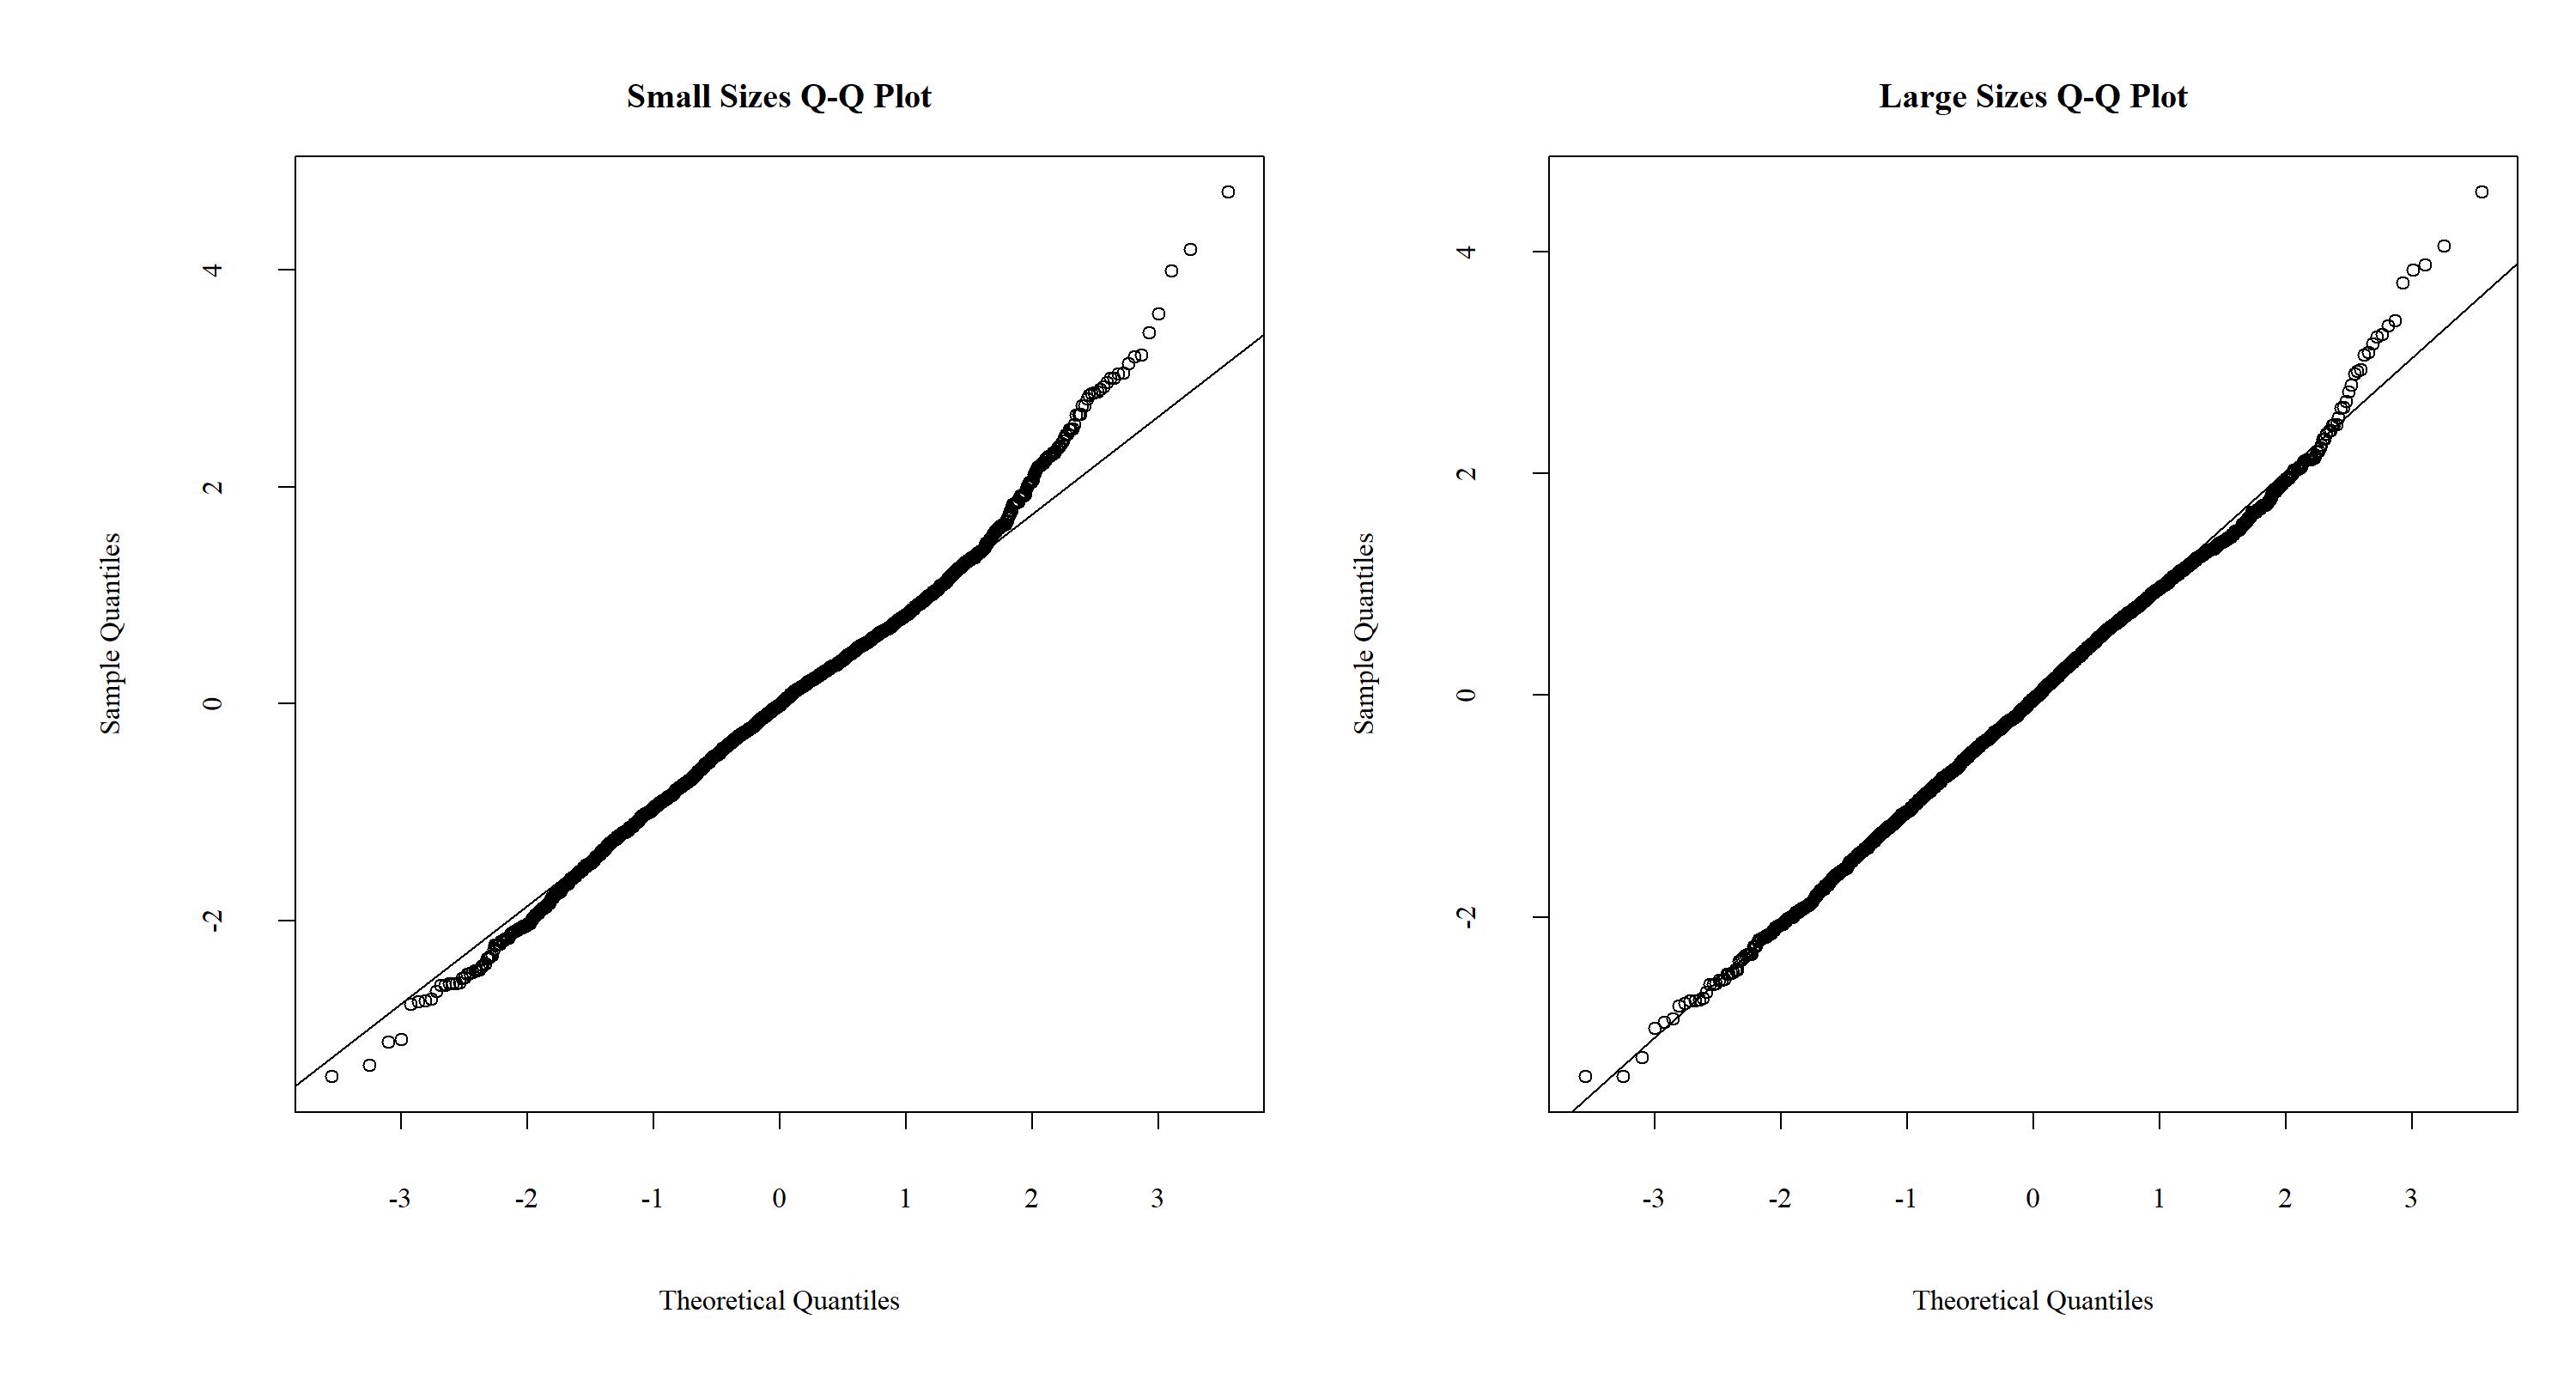 Small Sizes Q-Q Plot
Sample Quantiles
4
2
0
-2
-3 -2 -1 0 1 2 3
Theoretical Quantiles
Large Sizes Q-Q Plot
Sample Quantiles
4
2
0
-2
-3 -2 -1 0 1 2 3
Theoretical Quantiles